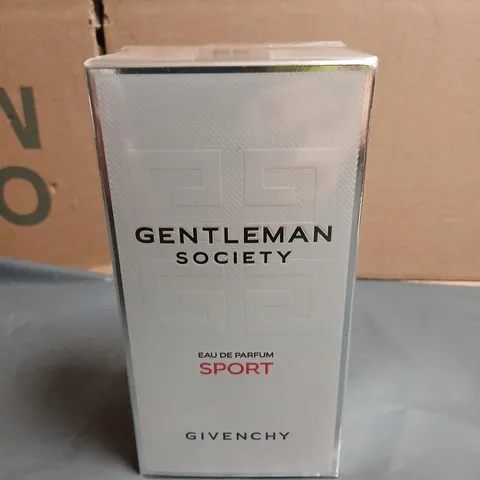 N
O
GENTLEMAN
SOCIETY
EAU DE PARFUM
SPORT
GIVENCHY